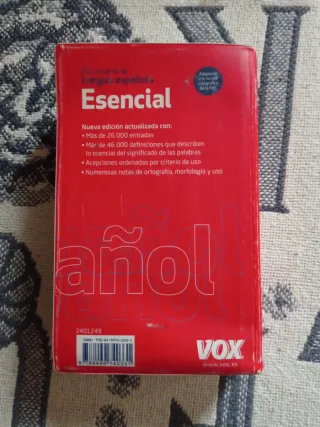 Lengua española
Esencial
Nueva edición actualizada con:
• Más de 26 000 entradas
• Más de 46 000 definiciones que describen
lo esencial del significado de las palabras
• Acepciones ordenadas por criterio de uso
• Numerosas notas de ortografía, morfología y uso
añol
2401249
VOX
www.vox.es